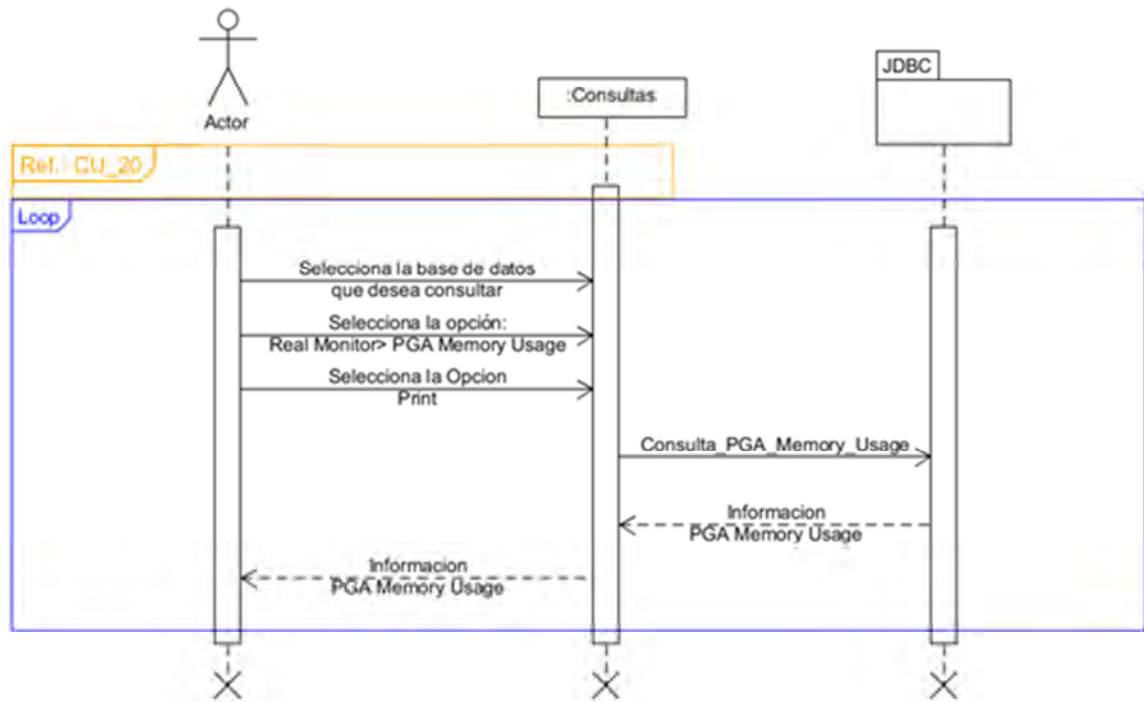 JDBC
:Consultas
Actor
Ref.: CU_20
Loop
Selecciona la base de datos
que desea consultar
Selecciona la opción:
Real Monitor> PGA Memory Usage
Selecciona la Opcion
Print
Consulta_PGA_Memory_Usage
Informacion
PGA Memory Usage
Informacion
PGA Memory Usage